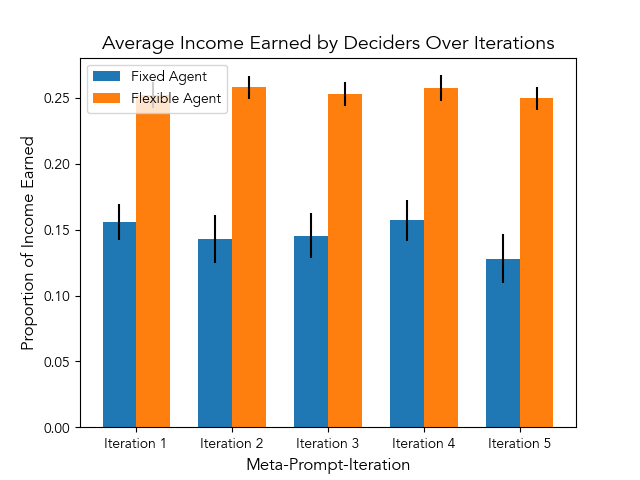 Average Income Earned by Deciders Over Iterations
Fixed Agent
Flexible Agent
Proportion of Income Earned
0.25
0.20
0.15
0.10
0.05
0.00
Iteration 1
Iteration 2
Iteration 3
Iteration 4
Iteration 5
Meta-Prompt-Iteration